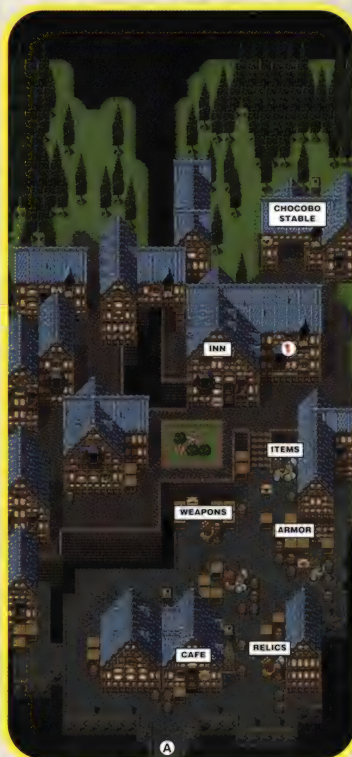 CHOCOBO
STABLE
INN
1
ITEMS
WEAPONS
ARMOR
CAFE
RELICS
A